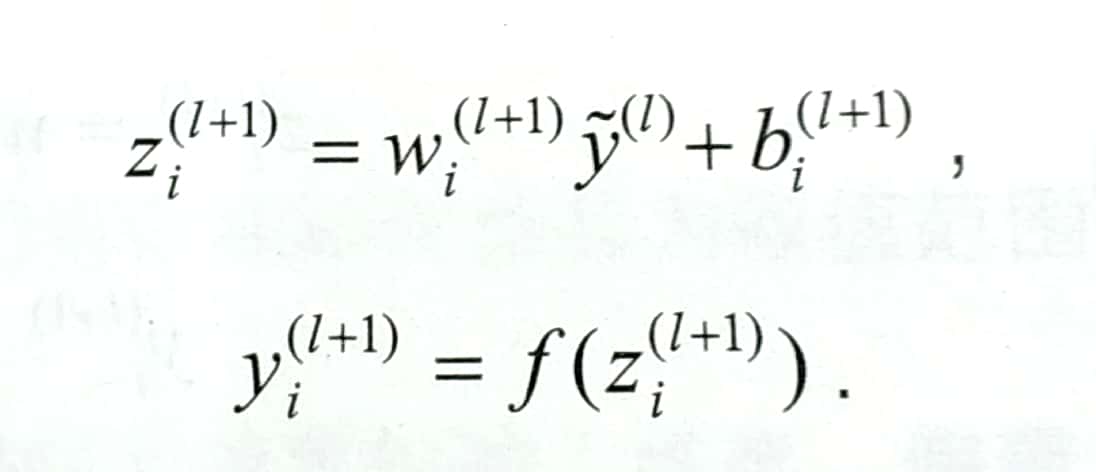 $z_i^{(l+1)} = w_i^{(l+1)} \tilde{y}^{(l)} + b_i^{(l+1)}$ ,
$y_i^{(l+1)} = f(z_i^{(l+1)})$ .